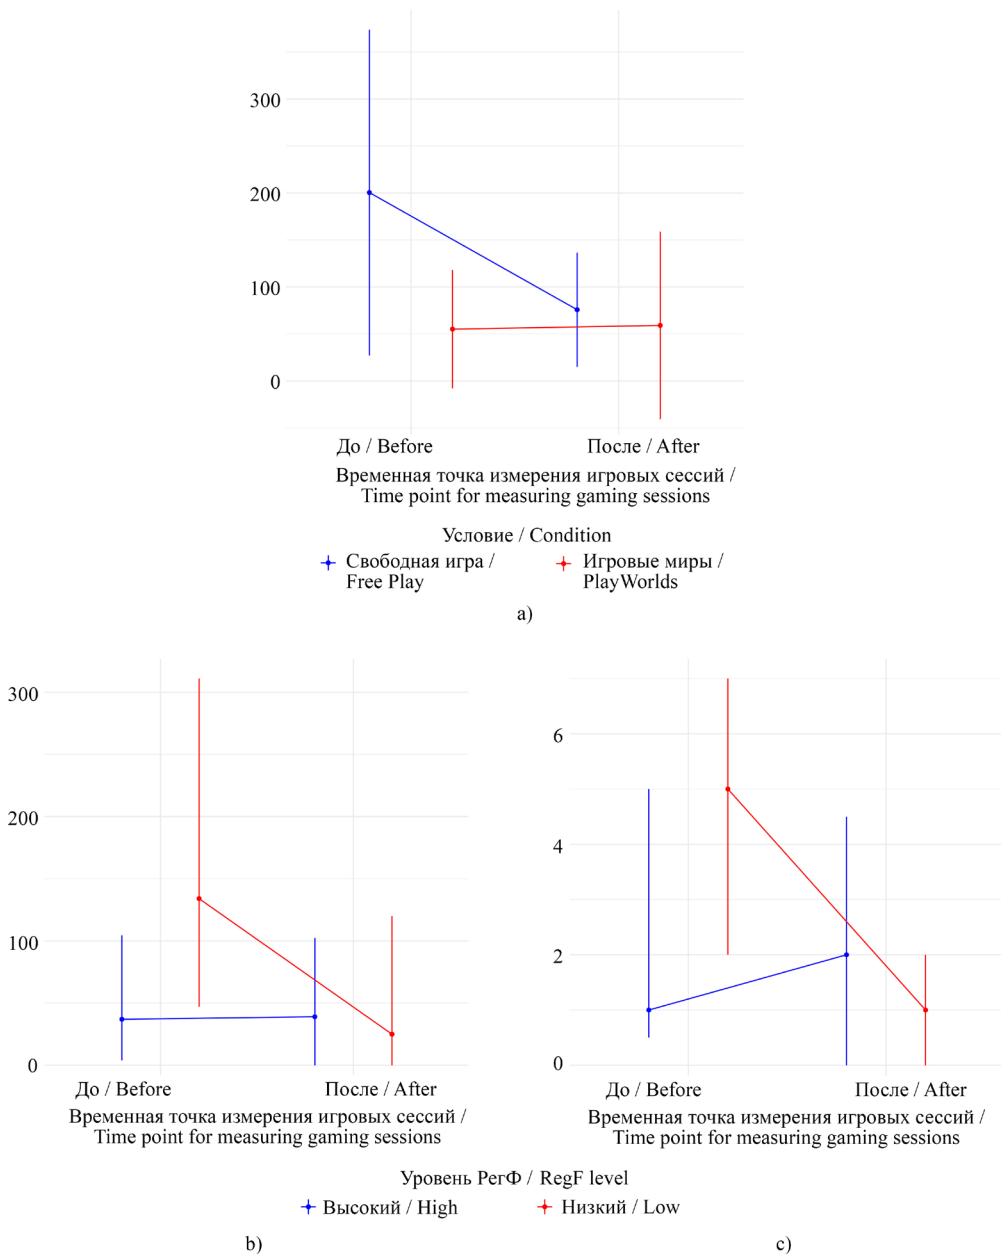 300
200
100
0
До / Before После / After
Временная точка измерения игровых сессий /
Time point for measuring gaming sessions
Условие / Condition
Свободная игра / Игровые миры /
Free Play PlayWorlds
a)
300
200
100
0
До / Before После / After
Временная точка измерения игровых сессий /
Time point for measuring gaming sessions
6
4
2
0
До / Before После / After
Временная точка измерения игровых сессий /
Time point for measuring gaming sessions
Уровень РегФ / RegF level
Высокий / High Низкий / Low
b) c)